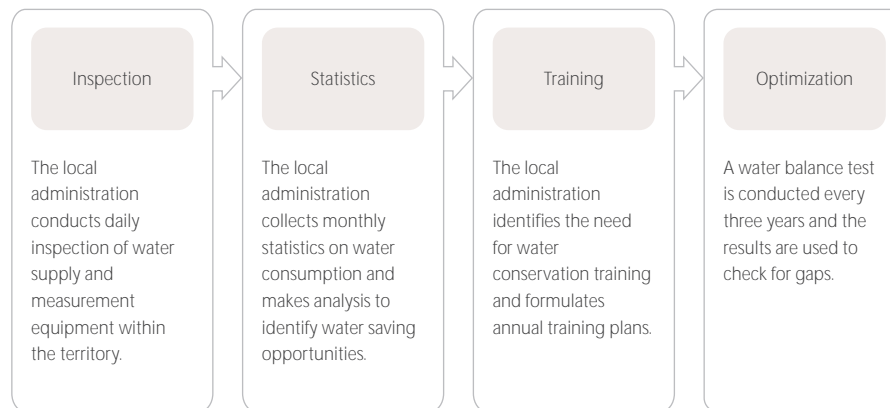 Inspection
The local
administration
conducts daily
inspection of water
supply and
measurement
equipment within
the territory.
Statistics
The local
administration
collects monthly
statistics on water
consumption and
makes analysis to
identify water saving
opportunities.
Training
The local
administration
identifies the need
for water
conservation training
and formulates
annual training plans.
Optimization
A water balance test
is conducted every
three years and the
results are used to
check for gaps.